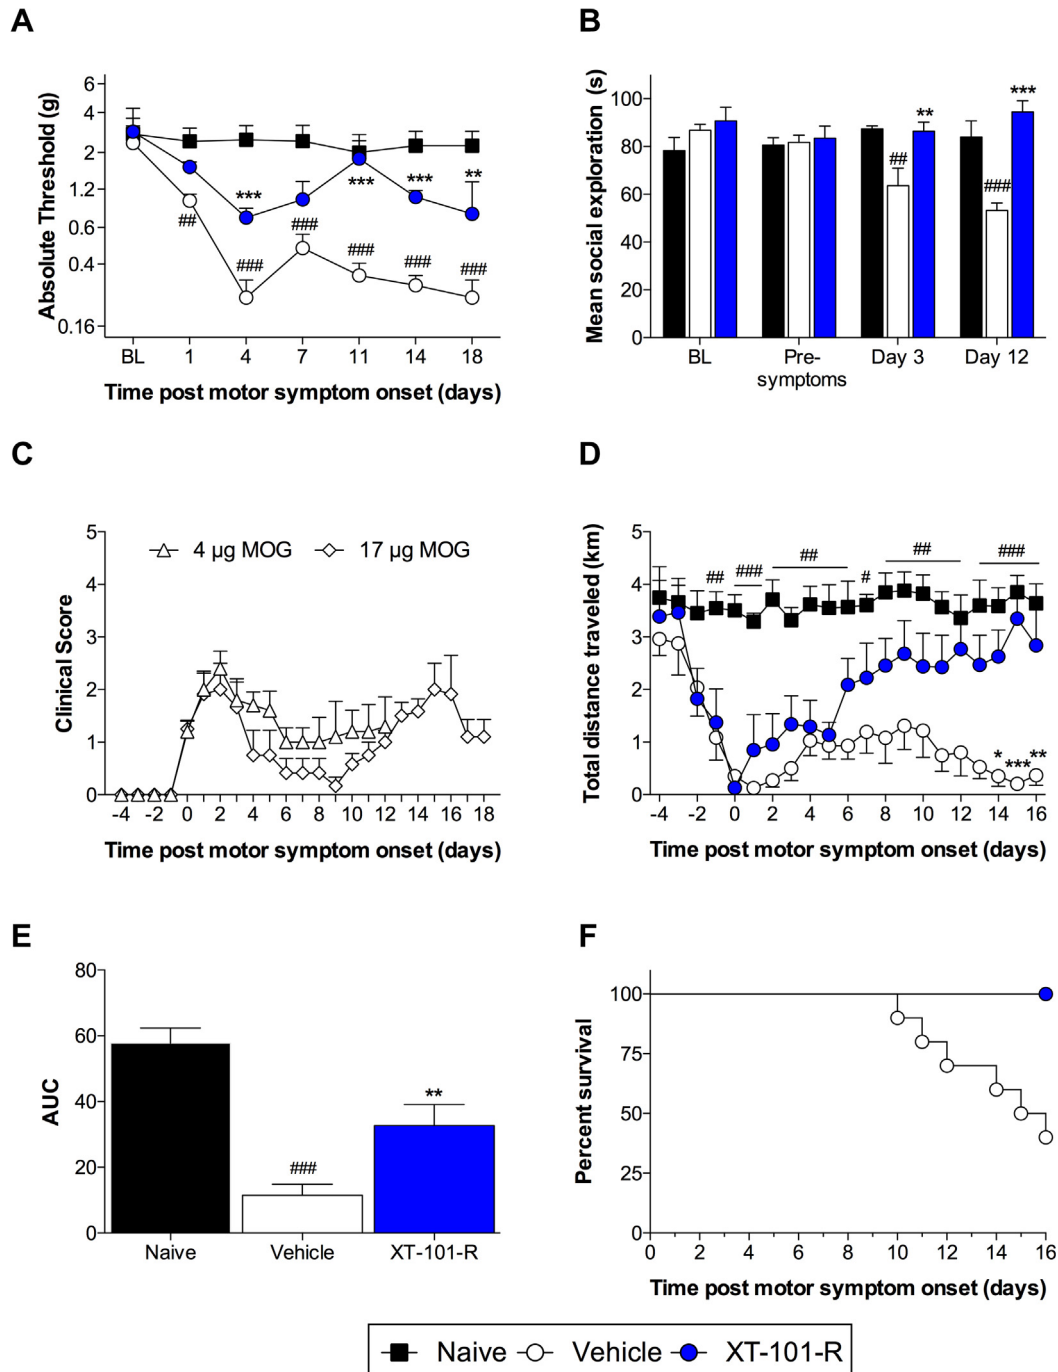 A
Absolute Threshold (g)
6
4
2
1.2
0.6
0.4
0.16
##
***
###
###
***
###
***
###
**
###
BL 1 4 7 11 14 18
Time post motor symptom onset (days)
B
Mean social exploration (s)
100
80
60
40
20
0
##
**
###
***
BL Pre-symptoms Day 3 Day 12
C
Clinical Score
5
4
3
2
1
0
4 µg MOG 17 µg MOG
-4 -2 0 2 4 6 8 10 12 14 16 18
Time post motor symptom onset (days)
D
Total distance traveled (km)
5
4
3
2
1
0
## ### ## # ## ###
* *** **
-4 -2 0 2 4 6 8 10 12 14 16
Time post motor symptom onset (days)
E
AUC
80
60
40
20
0
###
**
Naive Vehicle XT-101-R
F
Percent survival
100
75
50
25
0
0 2 4 6 8 10 12 14 16
Time post motor symptom onset (days)
Naive Vehicle XT-101-R